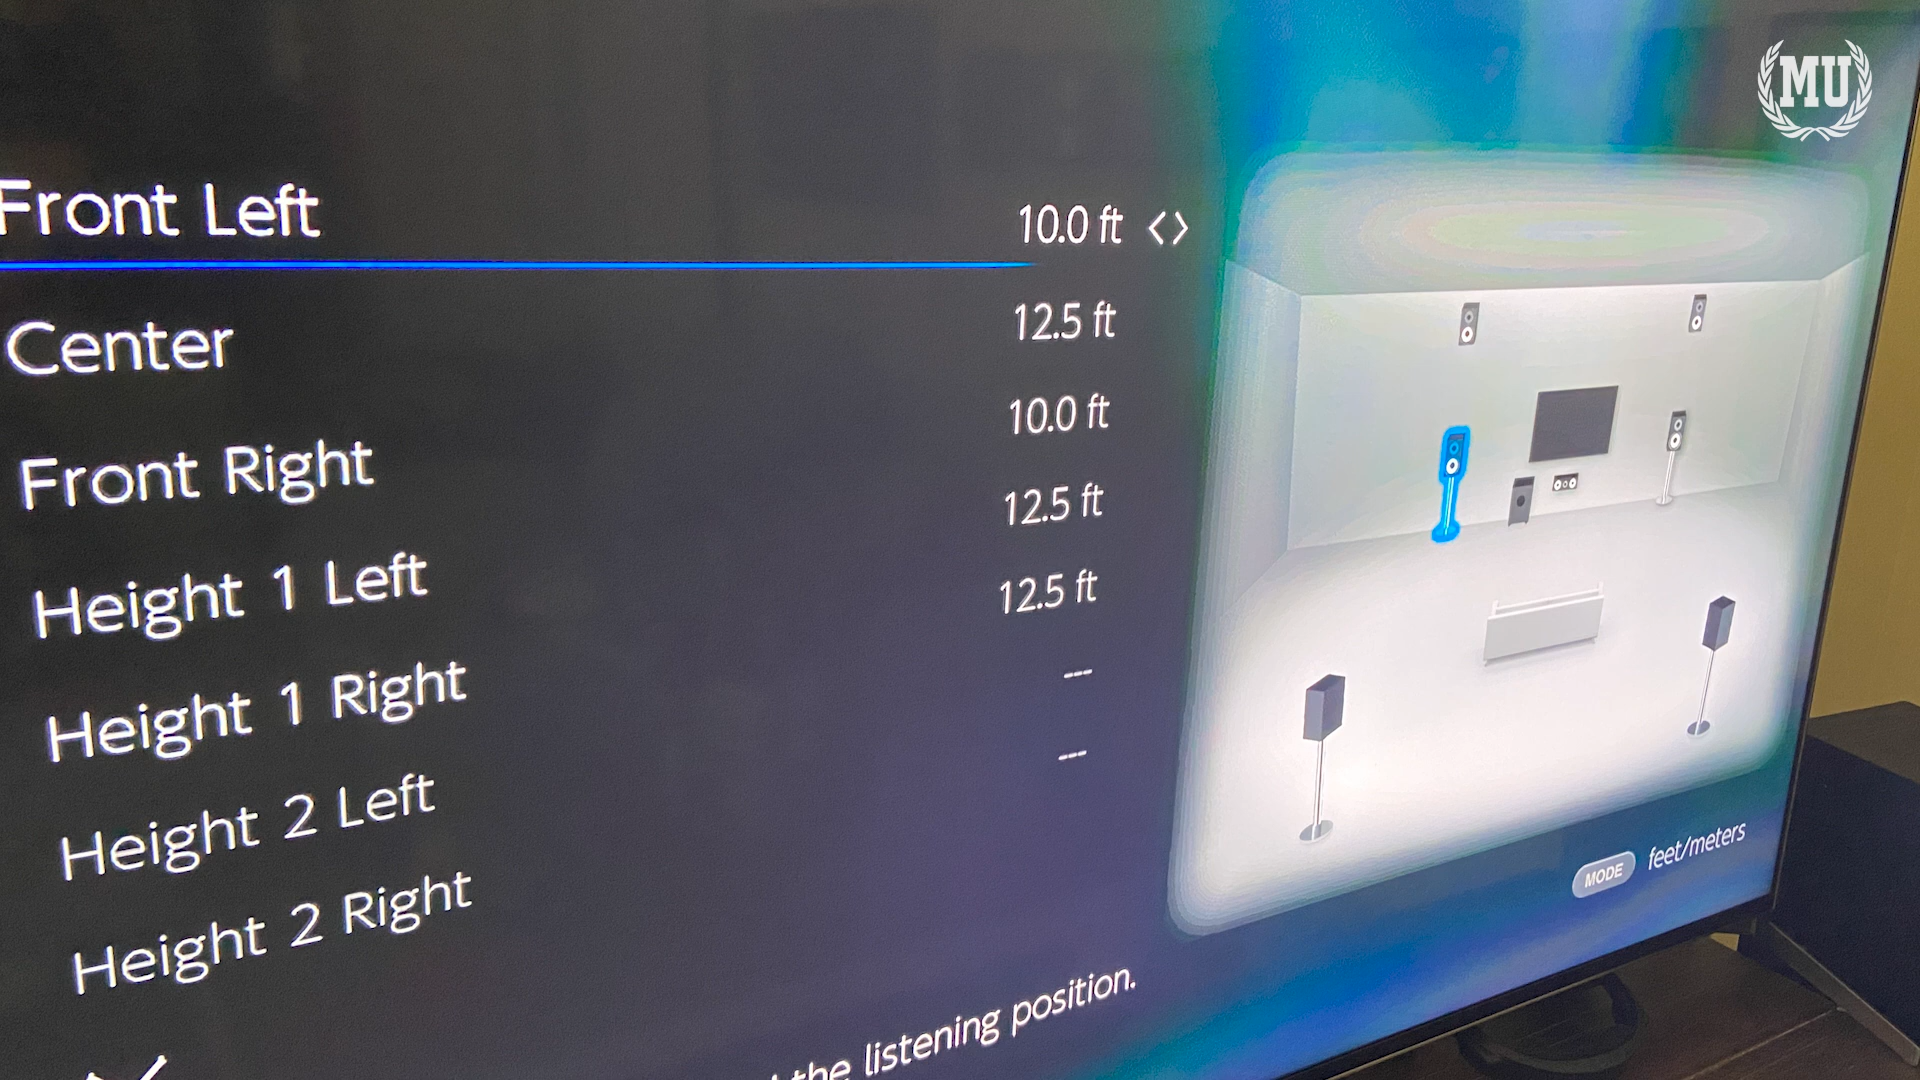 MU
Front Left 10.0 ft <>
Center 12.5 ft
Front Right 10.0 ft
Height 1 Left 12.5 ft
Height 1 Right 12.5 ft
Height 2 Left ---
Height 2 Right ---
MODE feet/meters
the listening position.